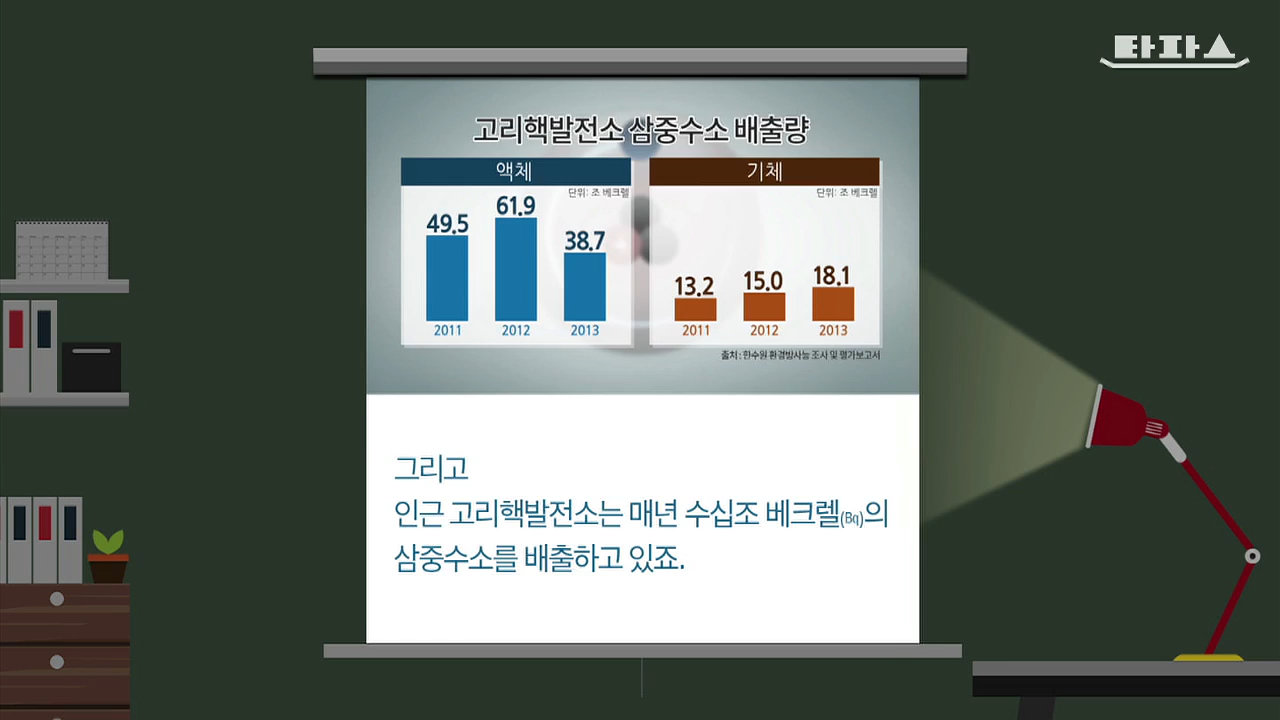 타파스
고리핵발전소 삼중수소 배출량
액체
단위: 조 베크렐
49.5
61.9
38.7
2011
2012
2013
기체
단위: 조 베크렐
13.2
15.0
18.1
2011
2012
2013
출처 : 한수원 환경방사능 조사 및 평가보고서
그리고
인근 고리핵발전소는 매년 수십조 베크렐(Bq)의
삼중수소를 배출하고 있죠.